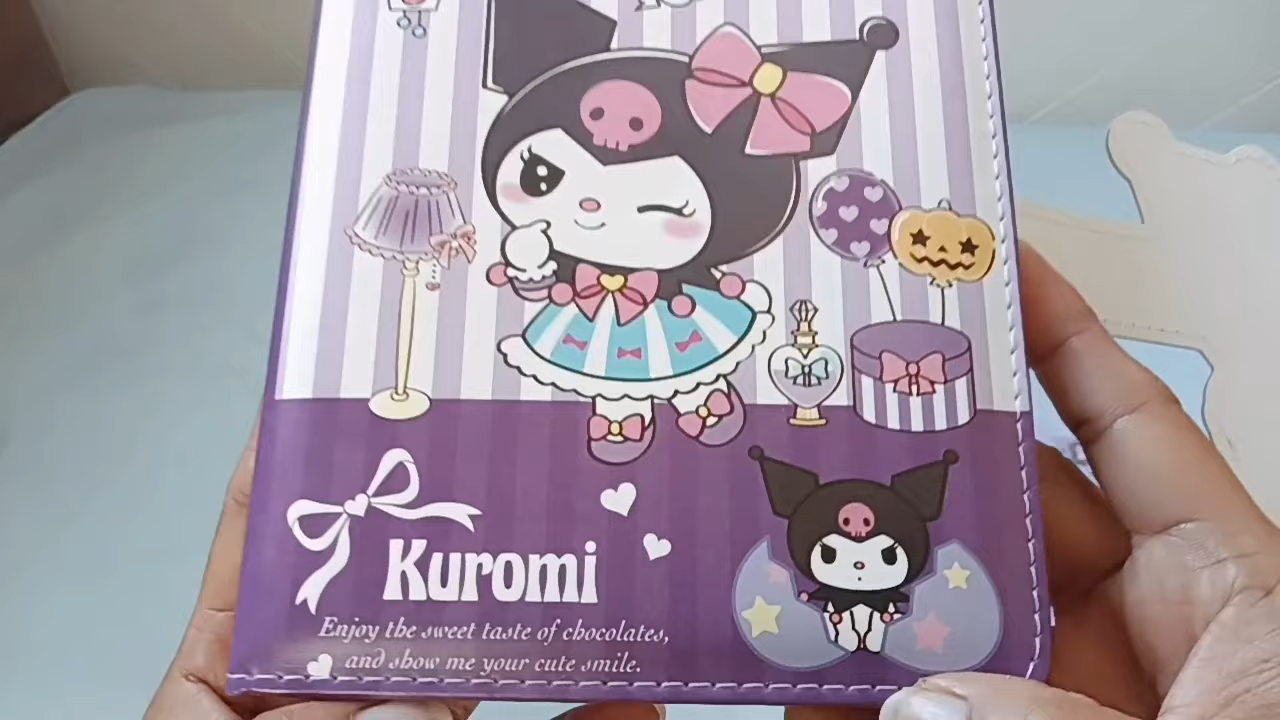 Kuromi
Enjoy the sweet taste of chocolates,
and show me your cute smile.